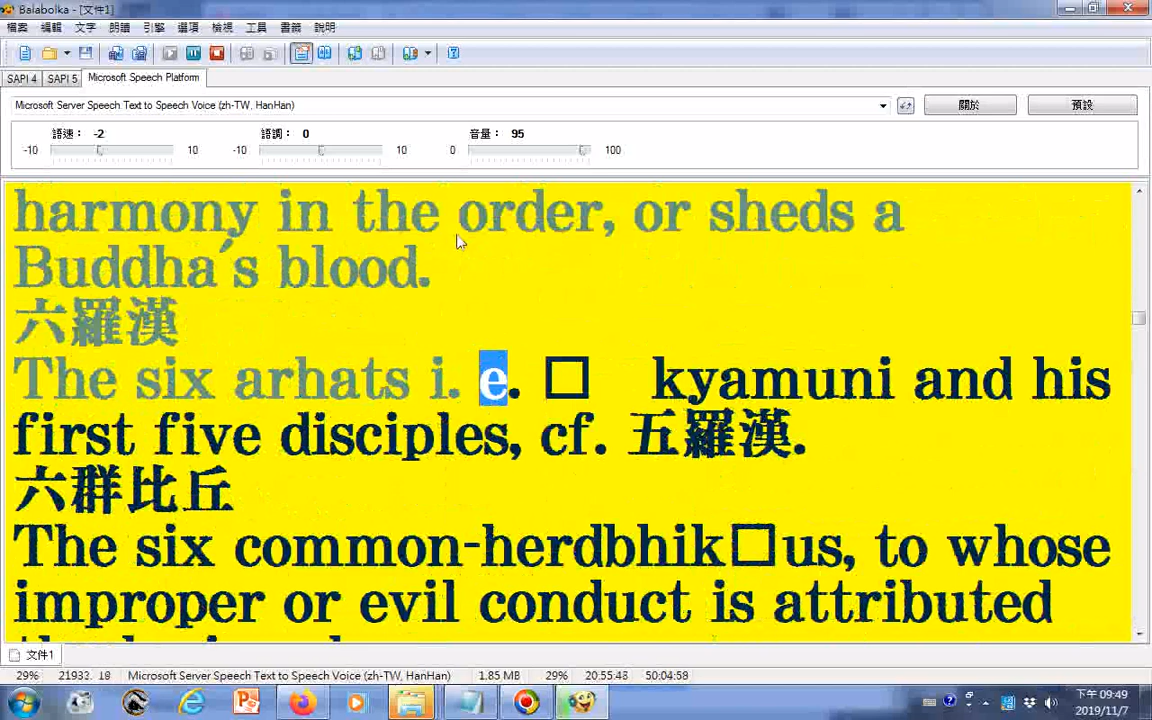 Balabolka - [文件1]
檔案 編輯 文字 朗讀 引擎 選項 檢視 工具 書籤 說明
SAPI 4 SAPI 5 Microsoft Speech Platform
Microsoft Server Speech Text to Speech Voice (zh-TW, HanHan) 關於 預設
語速： -2 語調： 0 音量： 95
-10 10 -10 10 0 100
harmony in the order, or sheds a
Buddha's blood.
六羅漢
The six arhats i. e. □ kyamuni and his
first five disciples, cf. 五羅漢.
六群比丘
The six common-herdbhik□us, to whose
improper or evil conduct is attributed
文件1
29% 21932. 18 Microsoft Server Speech Text to Speech Voice (zh-TW, HanHan) 1.85 MB 29% 20:55:48 50:04:58
下午 09:49
2019/11/7